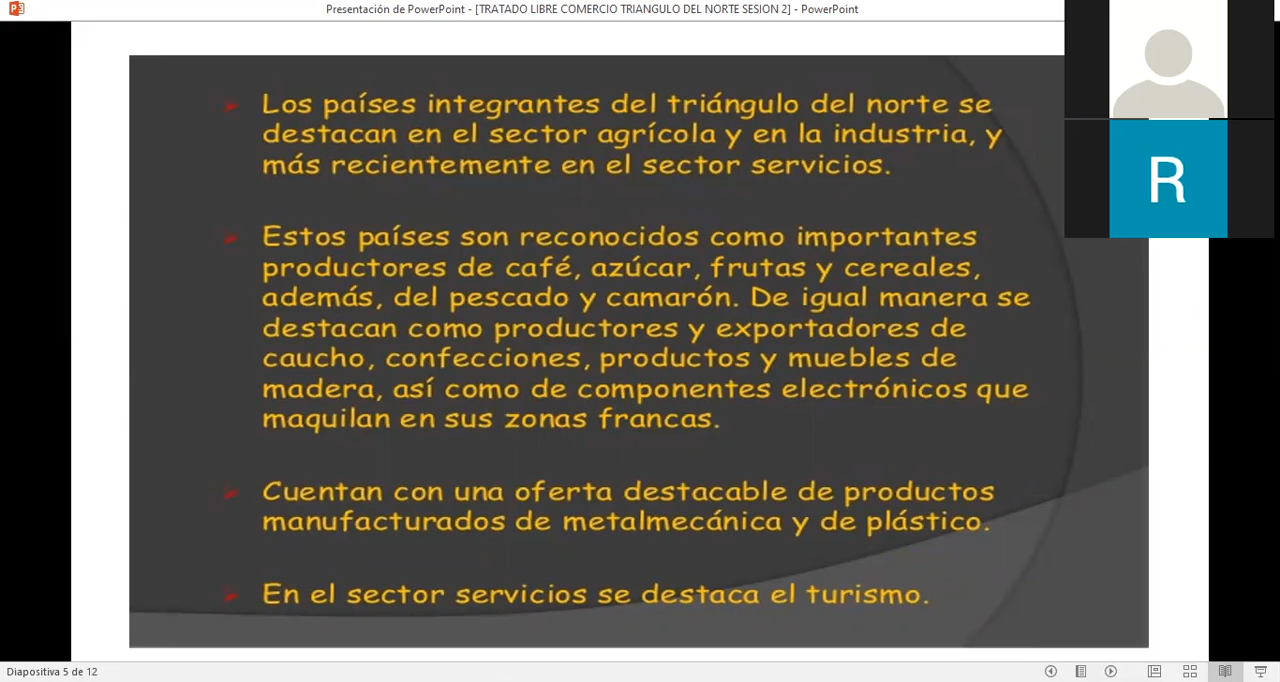 Presentación de PowerPoint - [TRATADO LIBRE COMERCIO TRIANGULO DEL NORTE SESION 2] - PowerPoint
Los países integrantes del triángulo del norte se
destacan en el sector agrícola y en la industria, y
más recientemente en el sector servicios.
Estos países son reconocidos como importantes
productores de café, azúcar, frutas y cereales,
además, del pescado y camarón. De igual manera se
destacan como productores y exportadores de
caucho, confecciones, productos y muebles de
madera, así como de componentes electrónicos que
maquilan en sus zonas francas.
Cuentan con una oferta destacable de productos
manufacturados de metalmecánica y de plástico.
En el sector servicios se destaca el turismo.
R
Diapositiva 5 de 12